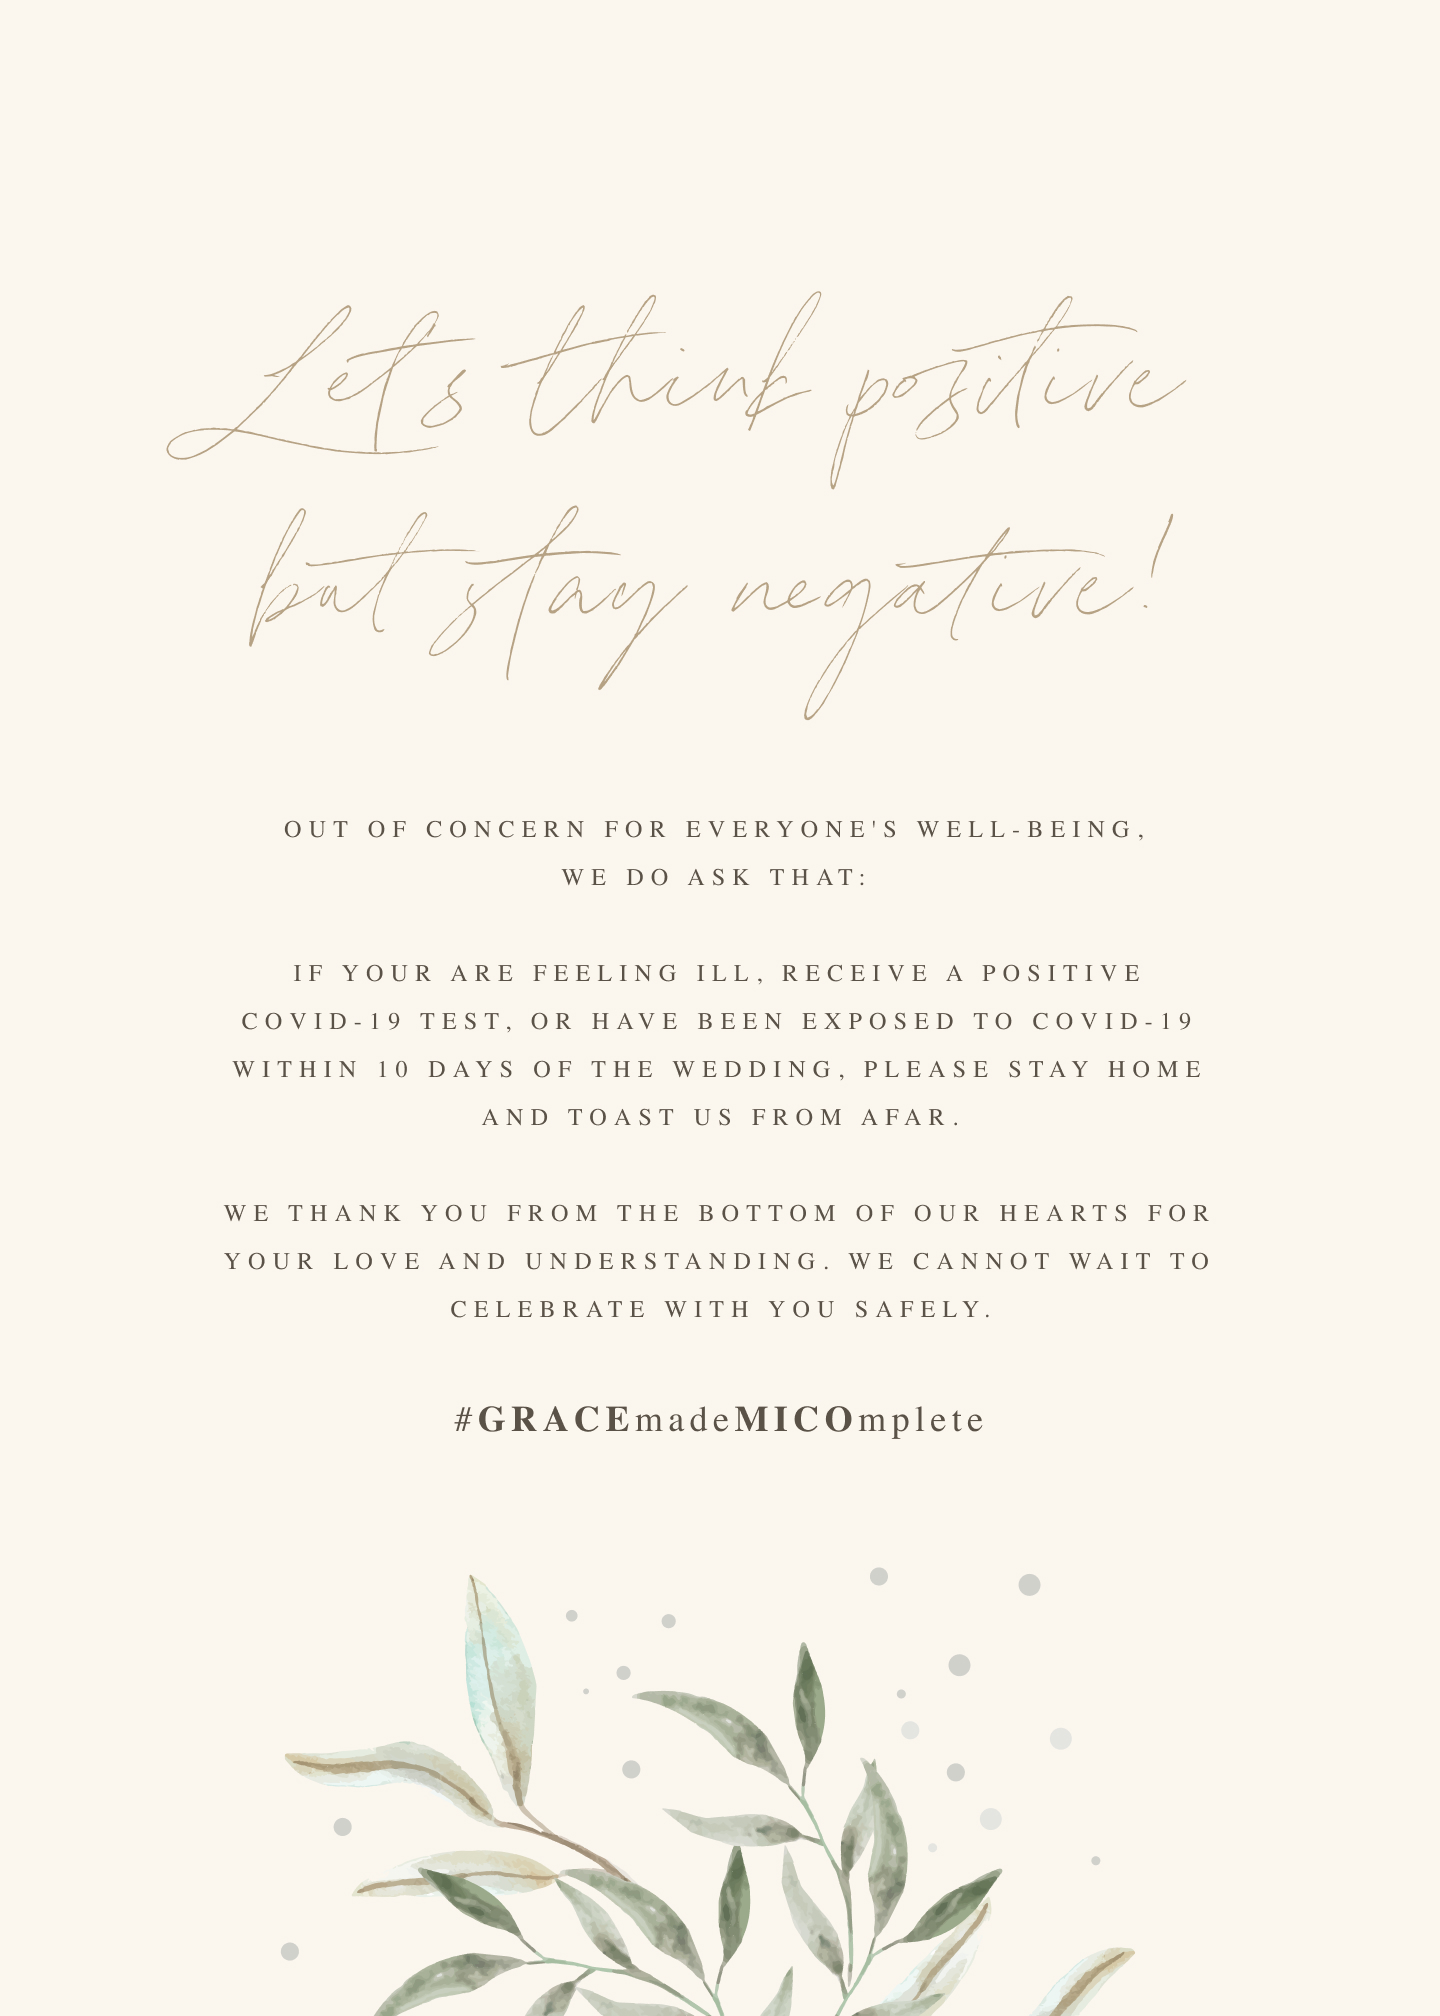 Let's think positive
but stay negative!
OUT OF CONCERN FOR EVERYONE'S WELL-BEING,
WE DO ASK THAT:
IF YOUR ARE FEELING ILL, RECEIVE A POSITIVE
COVID-19 TEST, OR HAVE BEEN EXPOSED TO COVID-19
WITHIN 10 DAYS OF THE WEDDING, PLEASE STAY HOME
AND TOAST US FROM AFAR.
WE THANK YOU FROM THE BOTTOM OF OUR HEARTS FOR
YOUR LOVE AND UNDERSTANDING. WE CANNOT WAIT TO
CELEBRATE WITH YOU SAFELY.
#GRACEmadeMICOmplete